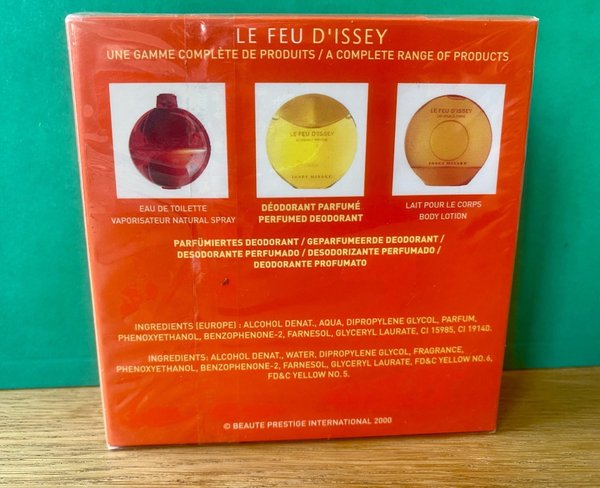 LE FEU D'ISSEY
UNE GAMME COMPLÈTE DE PRODUITS / A COMPLETE RANGE OF PRODUCTS
LE FEU D'ISSEY
ISSEY MIYAKE
LE FEU D'ISSEY
ISSEY MIYAKE
EAU DE TOILETTE
VAPORISATEUR NATURAL SPRAY
DÉODORANT PARFUMÉ
PERFUMED DEODORANT
LAIT POUR LE CORPS
BODY LOTION
PARFÜMIERTES DEODORANT / GEPARFUMEERDE DEODORANT /
DESODORANTE PERFUMADO / DESODORIZANTE PERFUMADO /
DEODORANTE PROFUMATO
INGREDIENTS (EUROPE) : ALCOHOL DENAT., AQUA, DIPROPYLENE GLYCOL, PARFUM,
PHENOXYETHANOL, BENZOPHENONE-2, FARNESOL, GLYCERYL LAURATE, CI 15985, CI 19140.
INGREDIENTS: ALCOHOL DENAT., WATER, DIPROPYLENE GLYCOL, FRAGRANCE,
PHENOXYETHANOL, BENZOPHENONE-2, FARNESOL, GLYCERYL LAURATE, FD&C YELLOW NO.6,
FD&C YELLOW NO.5.
© BEAUTE PRESTIGE INTERNATIONAL 2000